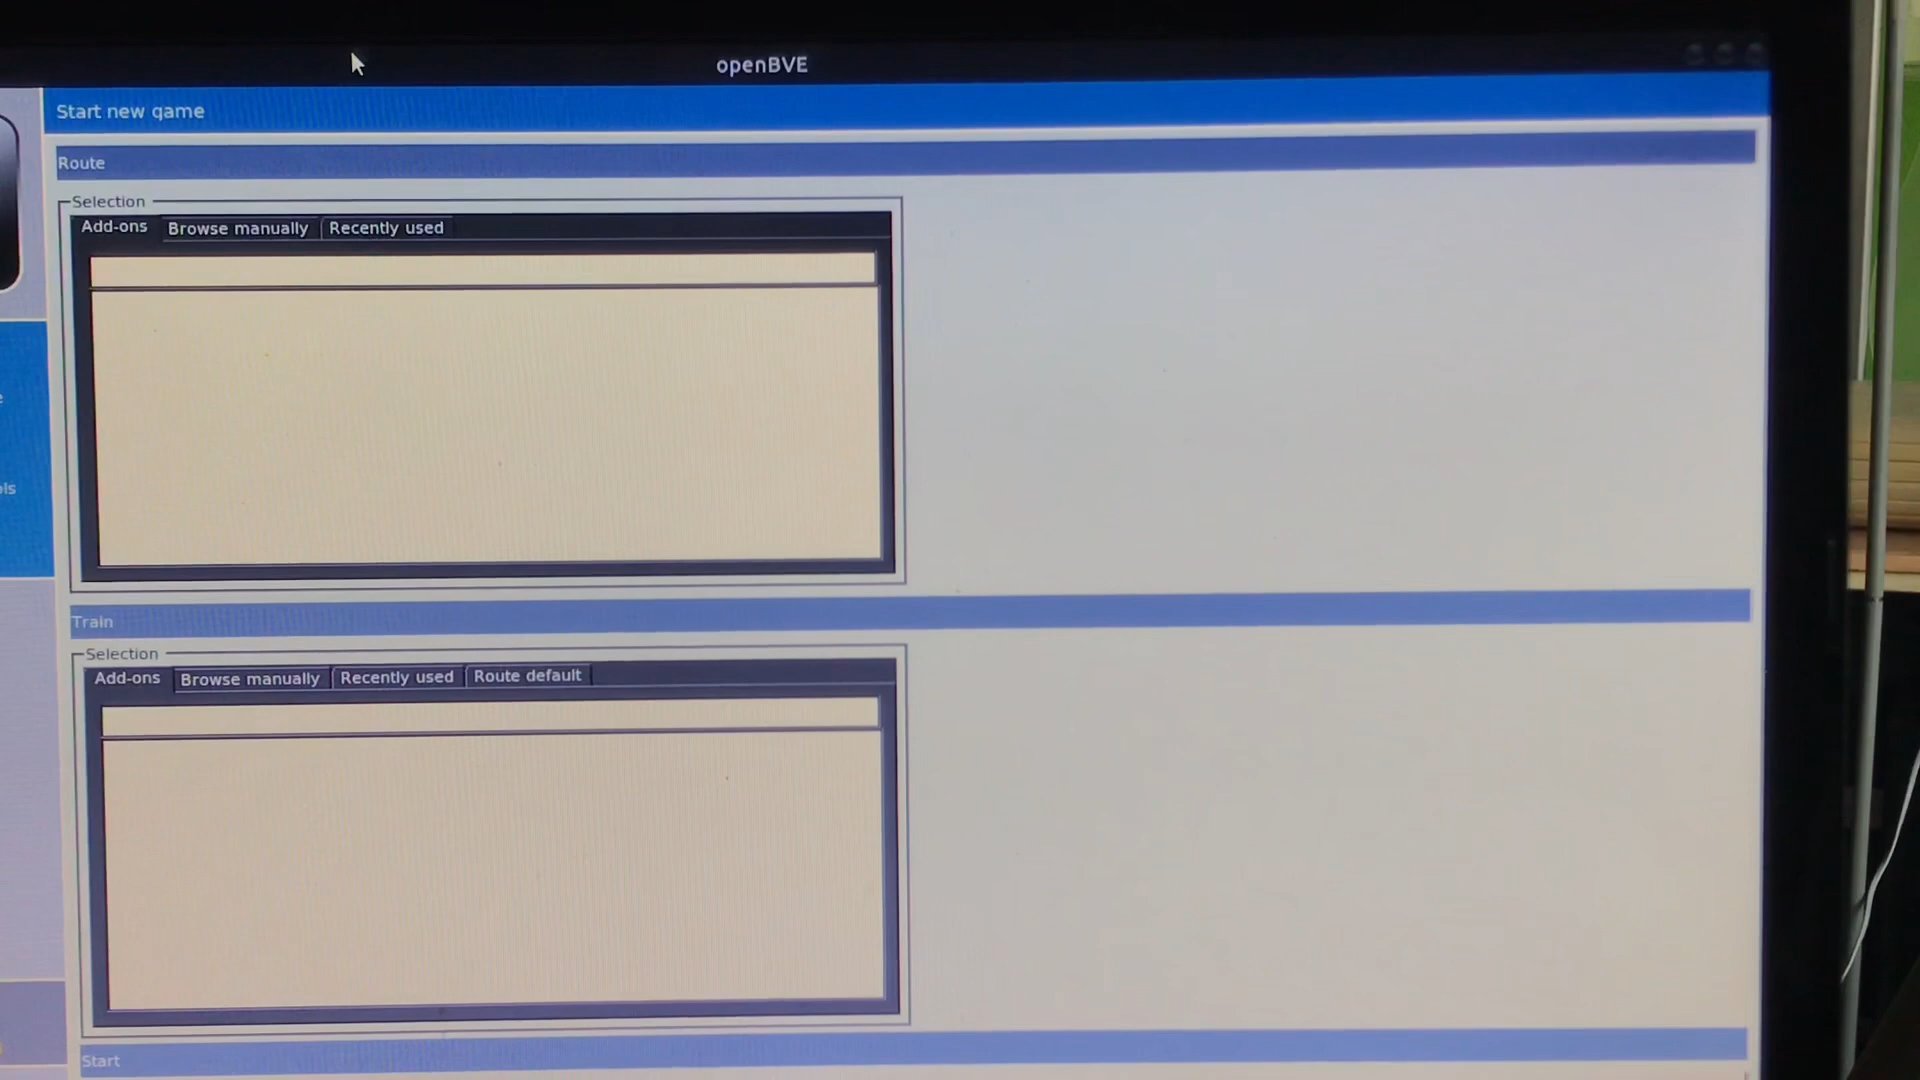 openBVE
Start new game
Route
Selection
Add-ons Browse manually Recently used
Train
Selection
Add-ons Browse manually Recently used Route default
Start